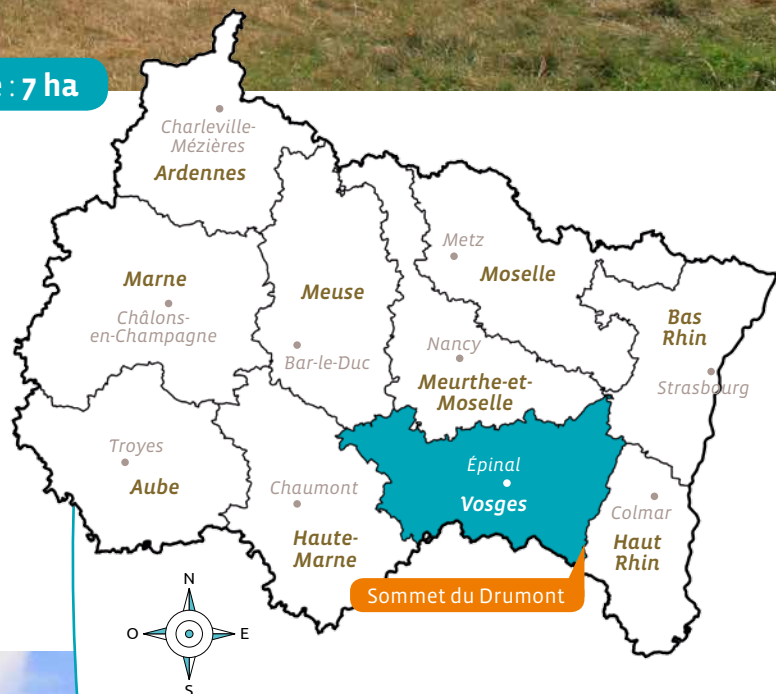 : 7 ha
Charleville-
Mézières
Ardennes
Metz
Moselle
Marne
Meuse
Châlons-
en-Champagne
Bas
Rhin
Nancy
Bar-le-Duc
Meurthe-et-
Moselle
Strasbourg
Troyes
Aube
Épinal
Vosges
Chaumont
Colmar
Haute-
Marne
Haut
Rhin
Sommet du Drumont
N
O
E
S